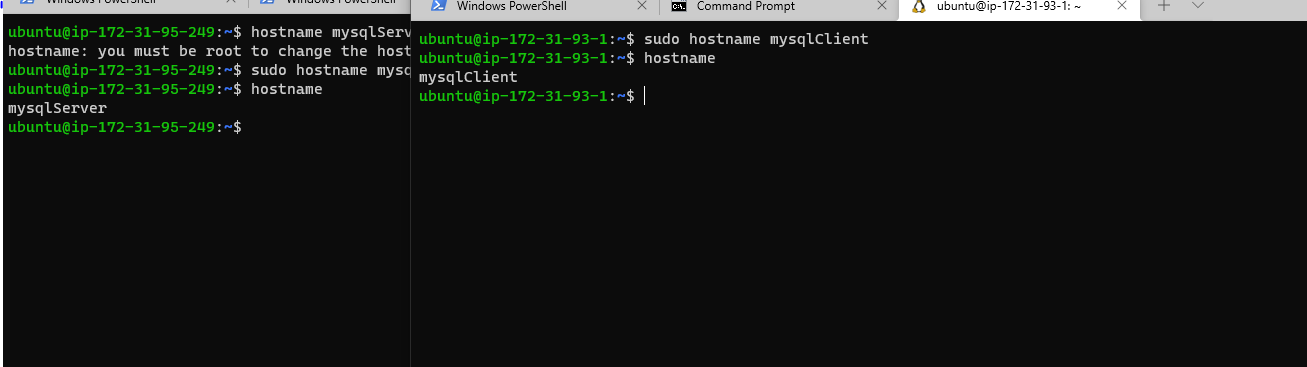 Windows PowerShell
Windows PowerShell
ubuntu@ip-172-31-95-249:~$ hostname mysqlServ
hostname: you must be root to change the host
ubuntu@ip-172-31-95-249:~$ sudo hostname mysq
ubuntu@ip-172-31-95-249:~$ hostname
mysqlServer
ubuntu@ip-172-31-95-249:~$
Windows PowerShell
Command Prompt
ubuntu@ip-172-31-93-1: ~
ubuntu@ip-172-31-93-1:~$ sudo hostname mysqlClient
ubuntu@ip-172-31-93-1:~$ hostname
mysqlClient
ubuntu@ip-172-31-93-1:~$